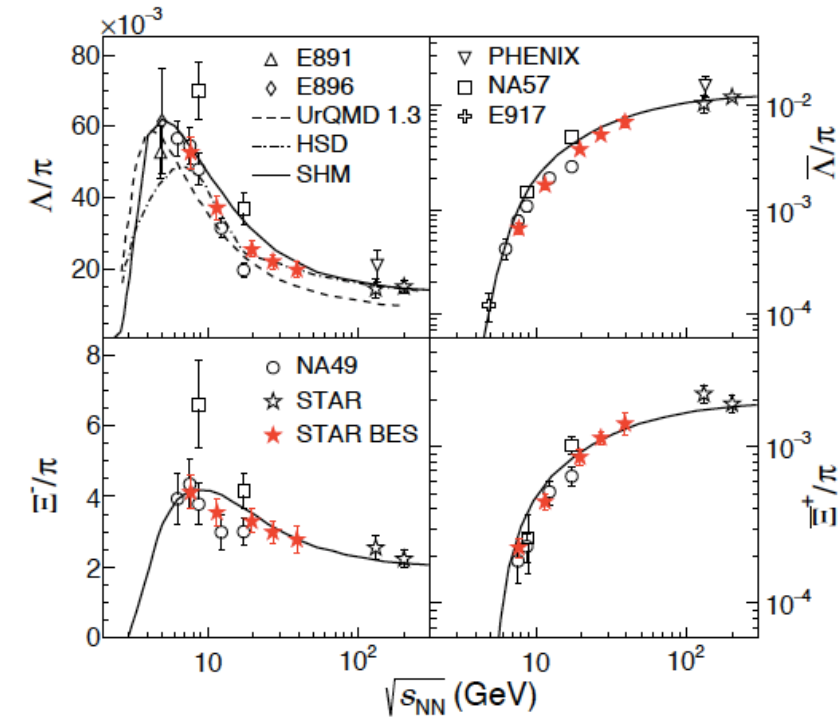 ×10⁻³
80
60
40
20
Λ/π
E891
E896
UrQMD 1.3
HSD
SHM
PHENIX
NA57
E917
10⁻²
10⁻³
10⁻⁴
Λ̅/π
8
6
4
2
0
Ξ⁻/π
NA49
STAR
STAR BES
10⁻³
10⁻⁴
Ξ̅⁺/π
10
10²
10
10²
√sNN (GeV)